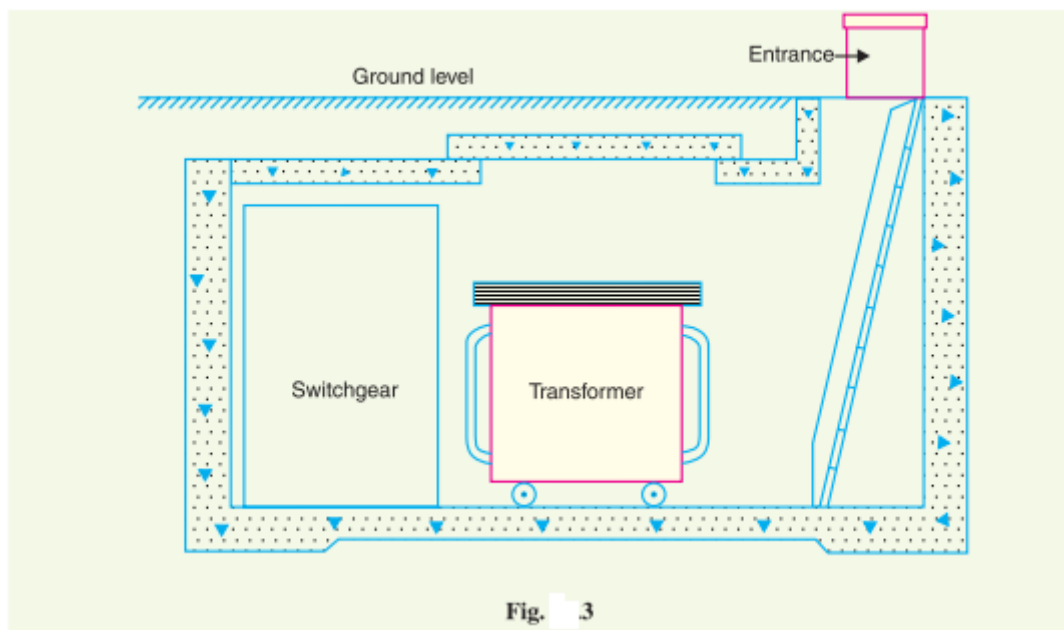 Entrance
Ground level
Switchgear
Transformer
Fig. .3